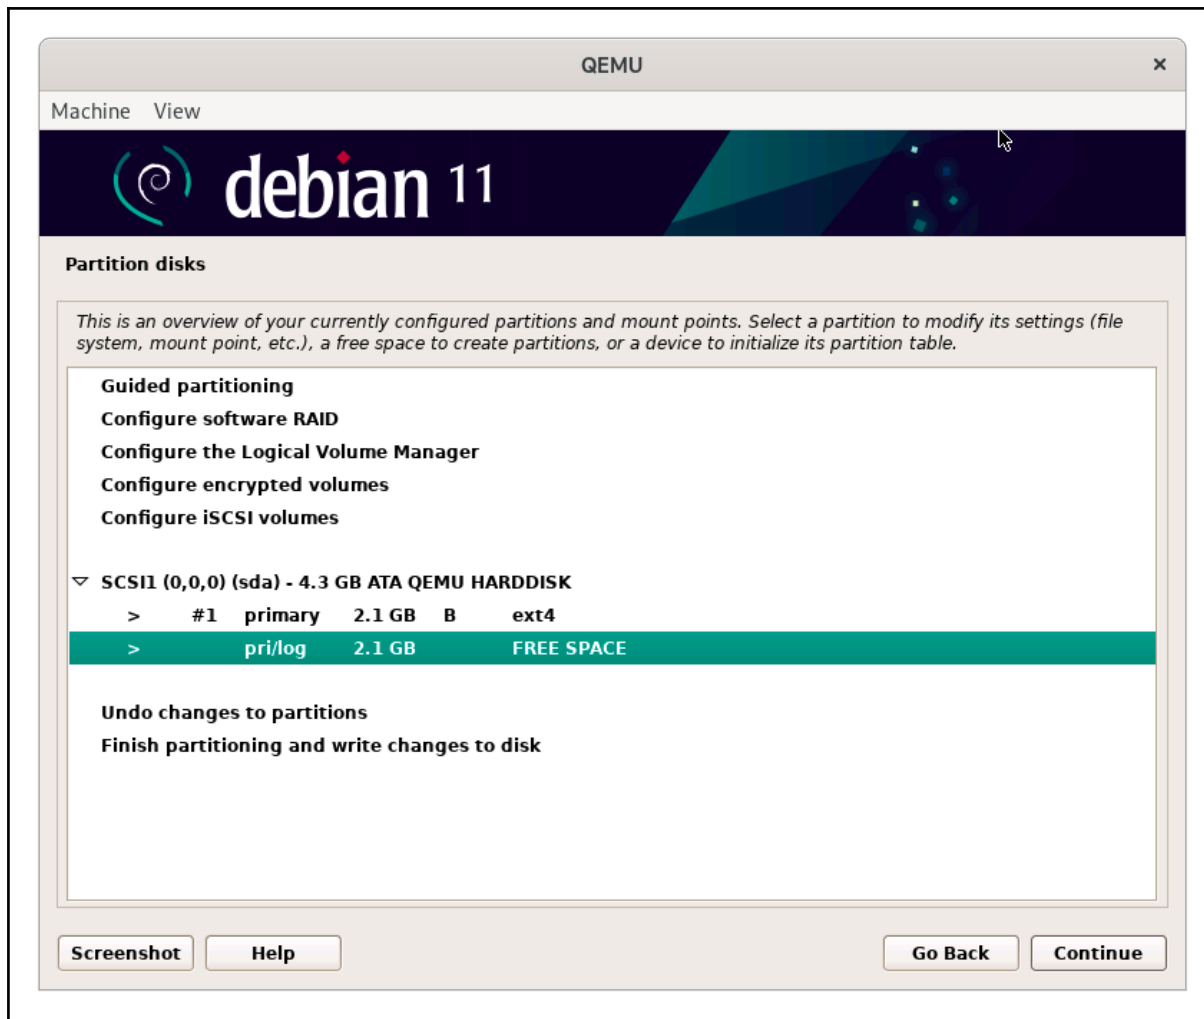 QEMU
Machine View
debian 11
Partition disks
This is an overview of your currently configured partitions and mount points. Select a partition to modify its settings (file
system, mount point, etc.), a free space to create partitions, or a device to initialize its partition table.
Guided partitioning
Configure software RAID
Configure the Logical Volume Manager
Configure encrypted volumes
Configure iSCSI volumes
SCSI1 (0,0,0) (sda) - 4.3 GB ATA QEMU HARDDISK
> #1 primary 2.1 GB B ext4
> pri/log 2.1 GB FREE SPACE
Undo changes to partitions
Finish partitioning and write changes to disk
Screenshot Help Go Back Continue